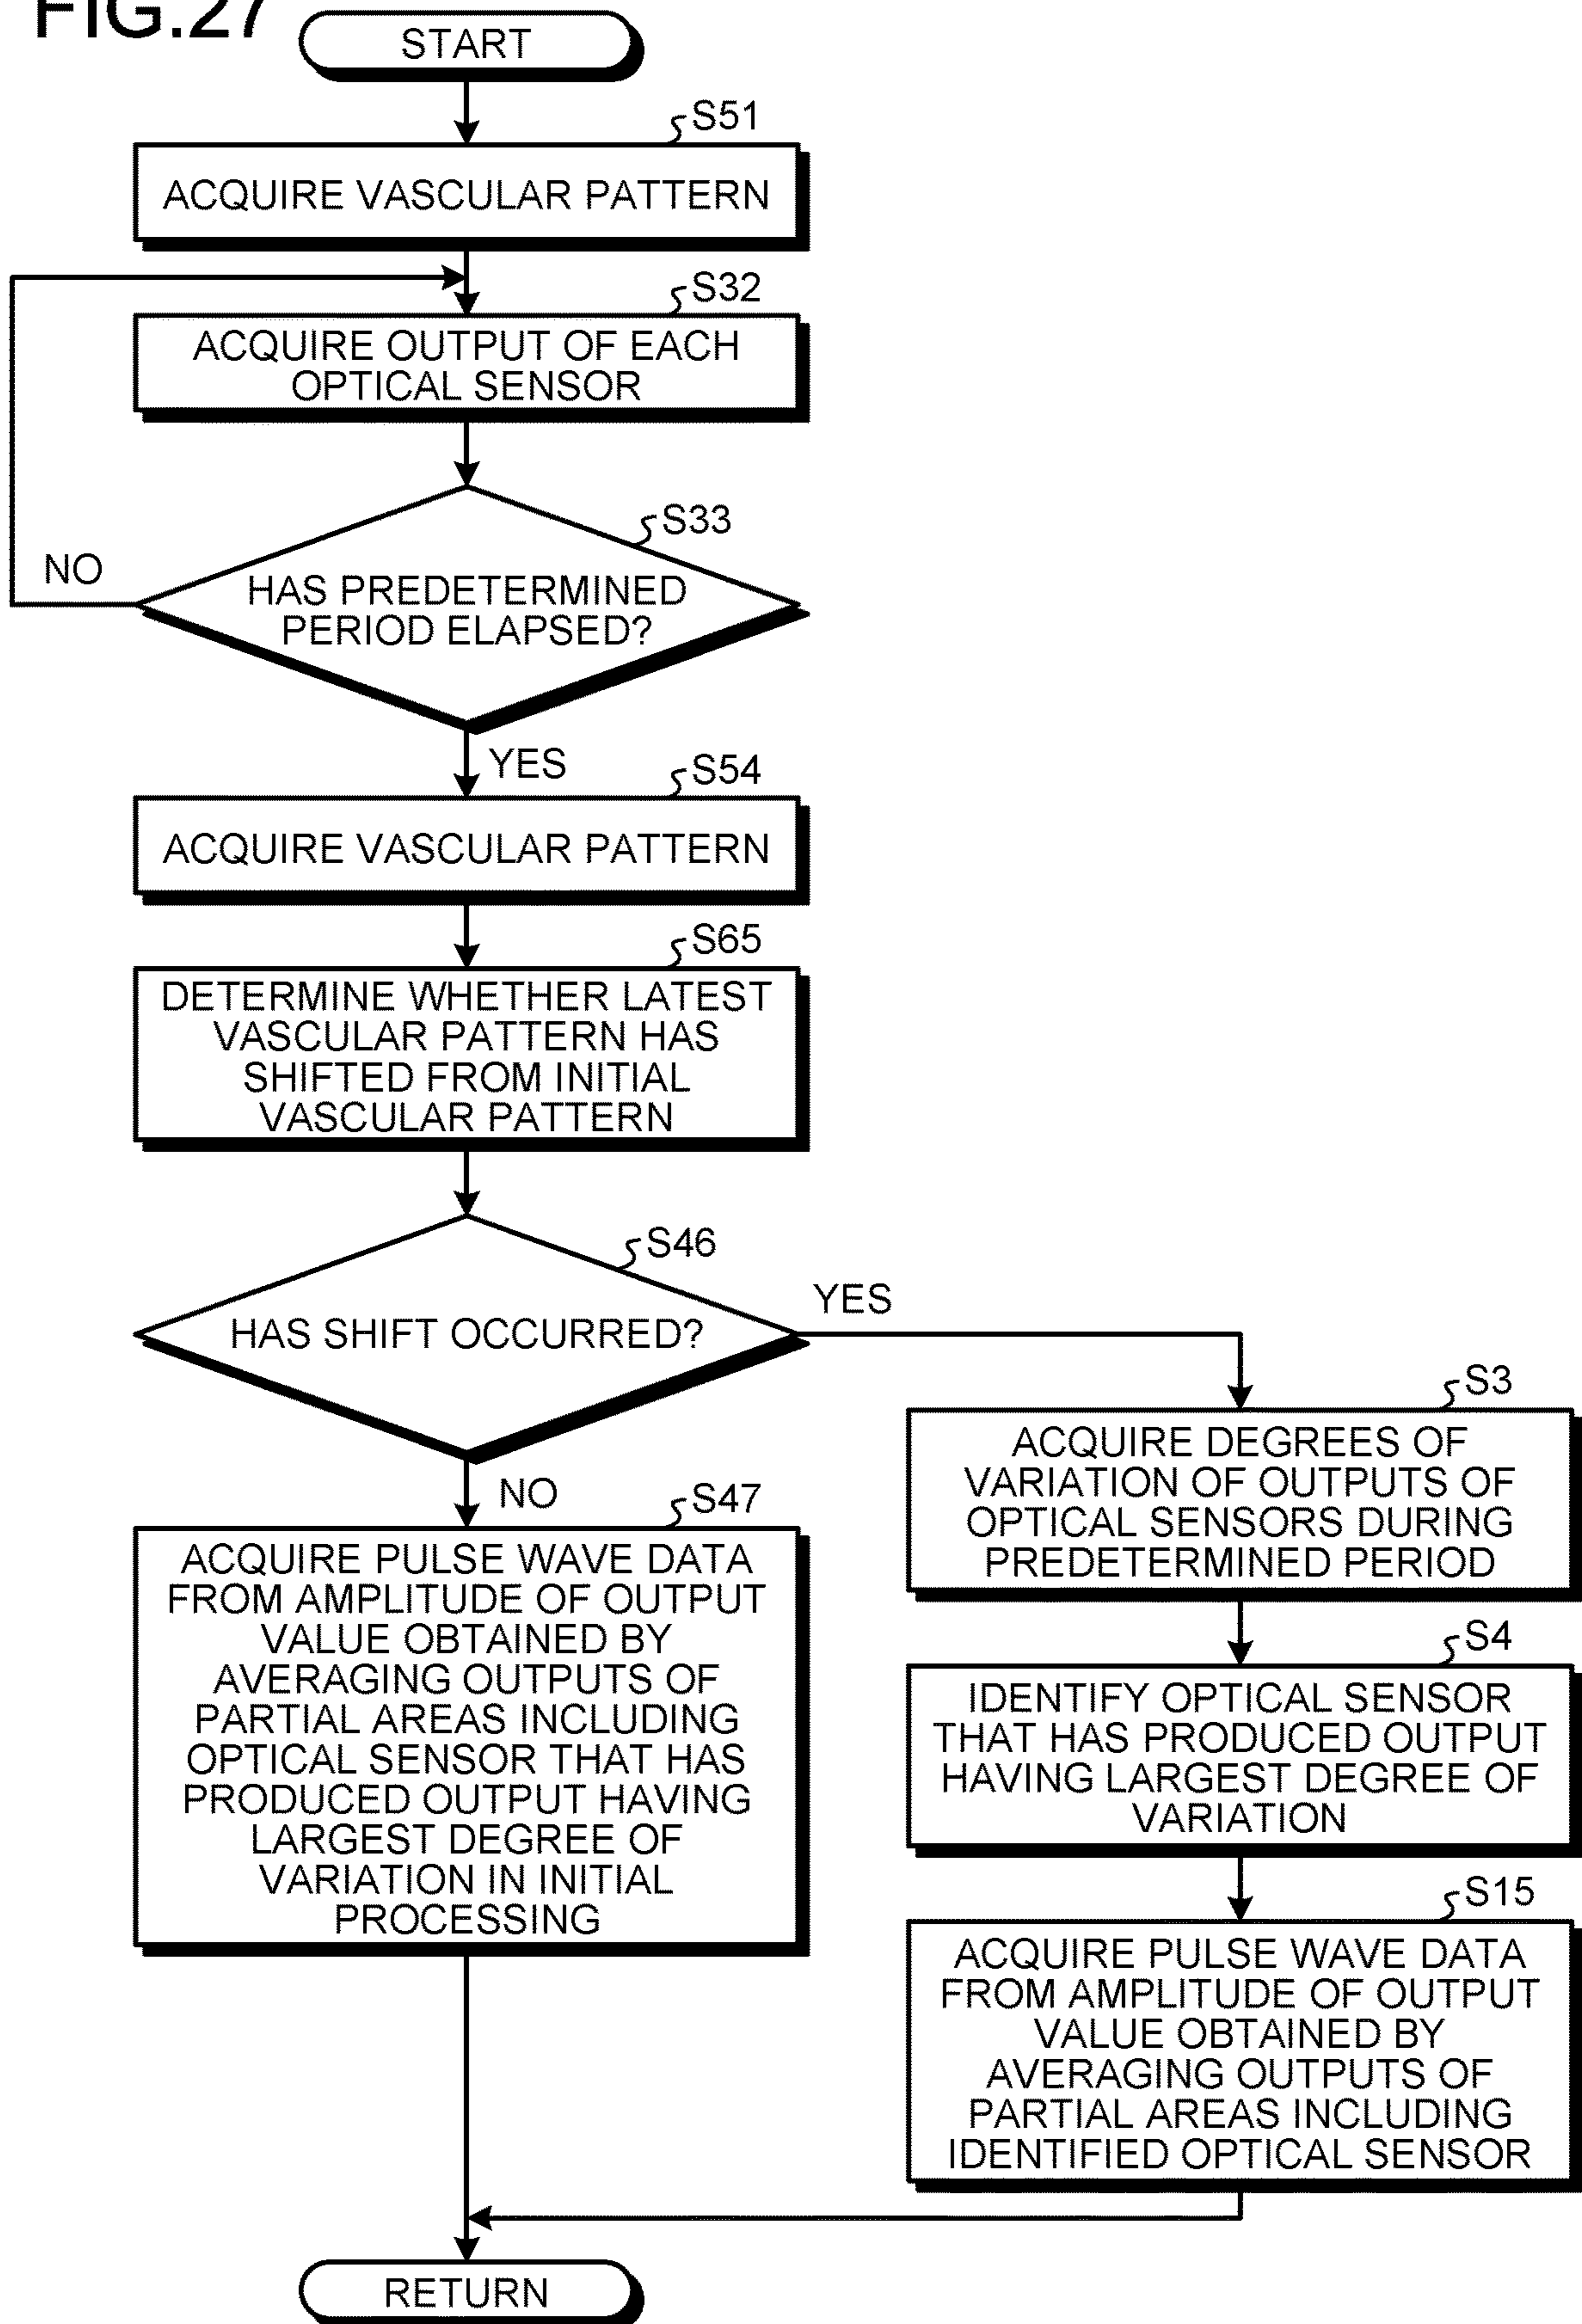 FIG.27
START
S51
ACQUIRE VASCULAR PATTERN
S32
ACQUIRE OUTPUT OF EACH
OPTICAL SENSOR
S33
NO
HAS PREDETERMINED
PERIOD ELAPSED?
YES
S54
ACQUIRE VASCULAR PATTERN
S65
DETERMINE WHETHER LATEST
VASCULAR PATTERN HAS
SHIFTED FROM INITIAL
VASCULAR PATTERN
S46
YES
HAS SHIFT OCCURRED?
NO
S47
ACQUIRE PULSE WAVE DATA
FROM AMPLITUDE OF OUTPUT
VALUE OBTAINED BY
AVERAGING OUTPUTS OF
PARTIAL AREAS INCLUDING
OPTICAL SENSOR THAT HAS
PRODUCED OUTPUT HAVING
LARGEST DEGREE OF
VARIATION IN INITIAL
PROCESSING
S3
ACQUIRE DEGREES OF
VARIATION OF OUTPUTS OF
OPTICAL SENSORS DURING
PREDETERMINED PERIOD
S4
IDENTIFY OPTICAL SENSOR
THAT HAS PRODUCED OUTPUT
HAVING LARGEST DEGREE OF
VARIATION
S15
ACQUIRE PULSE WAVE DATA
FROM AMPLITUDE OF OUTPUT
VALUE OBTAINED BY
AVERAGING OUTPUTS OF
PARTIAL AREAS INCLUDING
IDENTIFIED OPTICAL SENSOR
RETURN